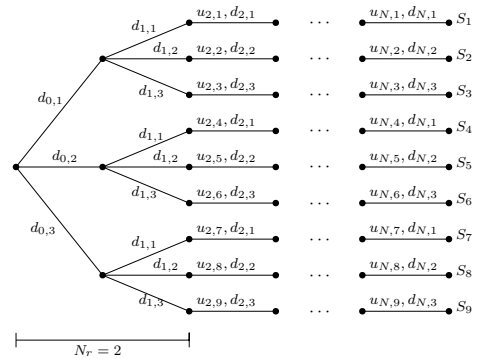 d_{1,1} u_{2,1}, d_{2,1} ... u_{N,1}, d_{N,1} S_1
d_{1,2} u_{2,2}, d_{2,2} ... u_{N,2}, d_{N,2} S_2
d_{1,3} u_{2,3}, d_{2,3} ... u_{N,3}, d_{N,3} S_3
d_{0,1}
d_{1,1} u_{2,4}, d_{2,1} ... u_{N,4}, d_{N,1} S_4
d_{0,2} d_{1,2} u_{2,5}, d_{2,2} ... u_{N,5}, d_{N,2} S_5
d_{1,3} u_{2,6}, d_{2,3} ... u_{N,6}, d_{N,3} S_6
d_{0,3}
d_{1,1} u_{2,7}, d_{2,1} ... u_{N,7}, d_{N,1} S_7
d_{1,2} u_{2,8}, d_{2,2} ... u_{N,8}, d_{N,2} S_8
d_{1,3} u_{2,9}, d_{2,3} ... u_{N,9}, d_{N,3} S_9
N_r = 2